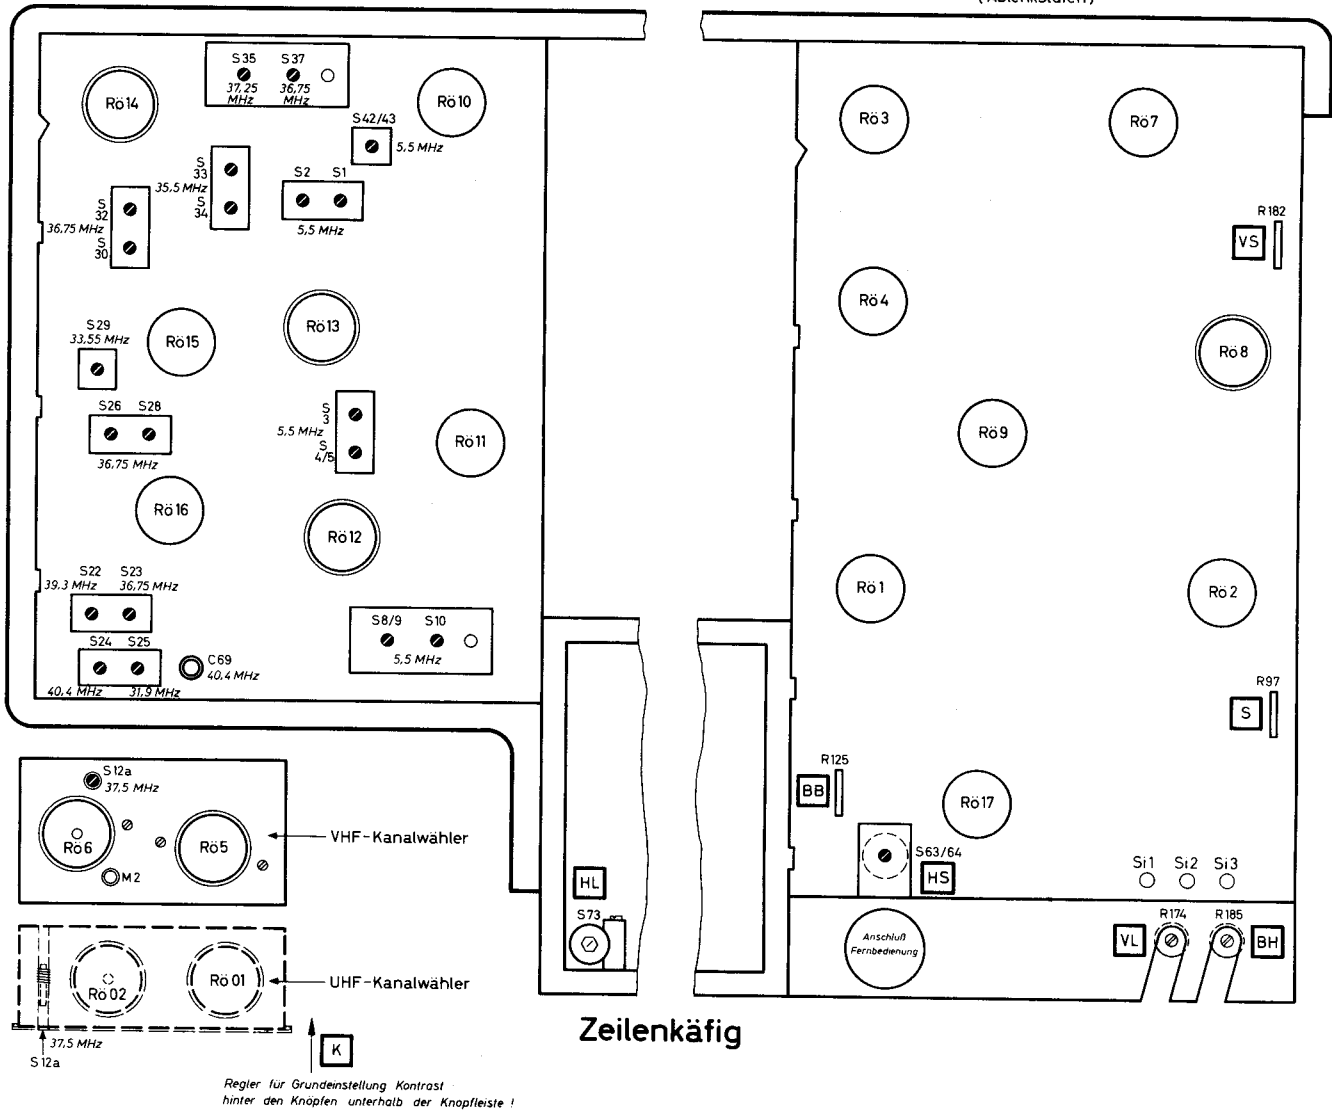 (Ablenkstufen)
S35 S37
37,25 36,75
MHz MHz
Rö14
Rö10
S42/43
5,5 MHz
Rö3
Rö7
S
33
35,5 MHz
S
34
S2 S1
5,5 MHz
S
32
36,75 MHz
S
30
R182
VS
Rö4
S29
33,55 MHz
Rö15
Rö13
Rö8
S26 S28
36,75 MHz
S
3
5,5 MHz
S
4/5
Rö11
Rö9
Rö16
Rö12
S22 S23
39,3 MHz 36,75 MHz
Rö1
Rö2
S24 S25
40,4 MHz 31,9 MHz
C69
40,4 MHz
S8/9 S10
5,5 MHz
R97
S
S12a
37,5 MHz
Rö6
Rö5
M2
VHF-Kanalwähler
R125
BB
Rö17
S63/64
HS
Si1 Si2 Si3
HL
S73
Anschluß
Fernbedienung
VL
R174 R185
BH
Rö02
Rö01
UHF-Kanalwähler
37,5 MHz
S12a
K
Zeilenkäfig
Regler für Grundeinstellung Kontrast
hinter den Knöpfen unterhalb der Knopfleiste !